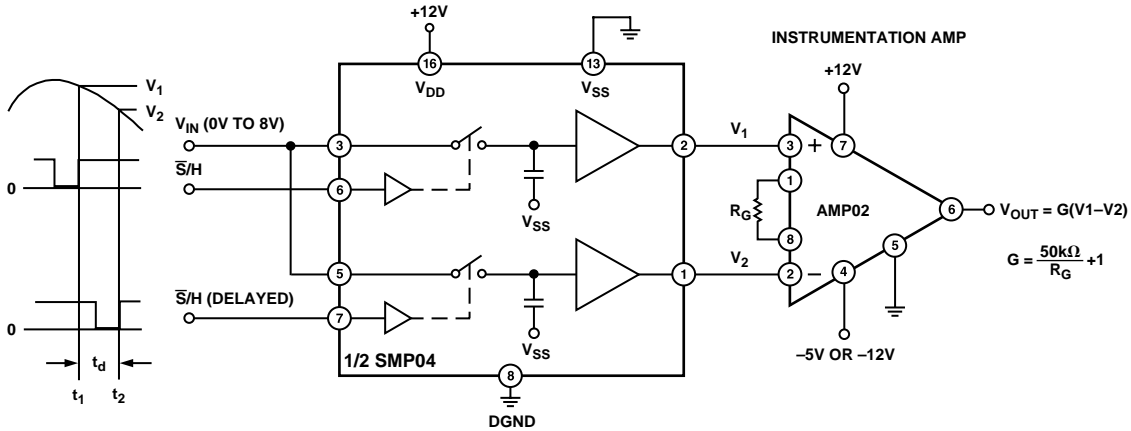 +12V
INSTRUMENTATION AMP
16
13
+12V
VDD
VSS
V1
V2
VIN (0V TO 8V)
3
2
V1
3
+
7
S̅/H
0
6
VSS
1
RG
AMP02
8
6
VOUT = G(V1–V2)
5
G = 50kΩ/RG +1
5
1
V2
2
–
4
S̅/H (DELAYED)
0
7
VSS
–5V OR –12V
td
1/2 SMP04
8
t1
t2
DGND